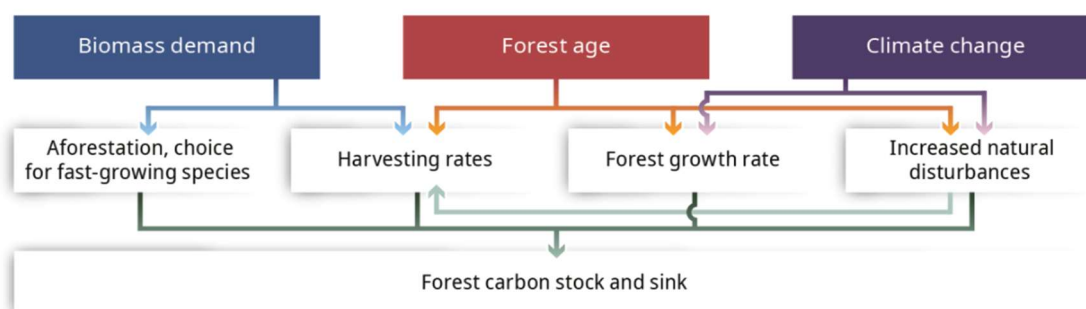 Biomass demand
Forest age
Climate change
Aforestation, choice
for fast-growing species
Harvesting rates
Forest growth rate
Increased natural
disturbances
Forest carbon stock and sink